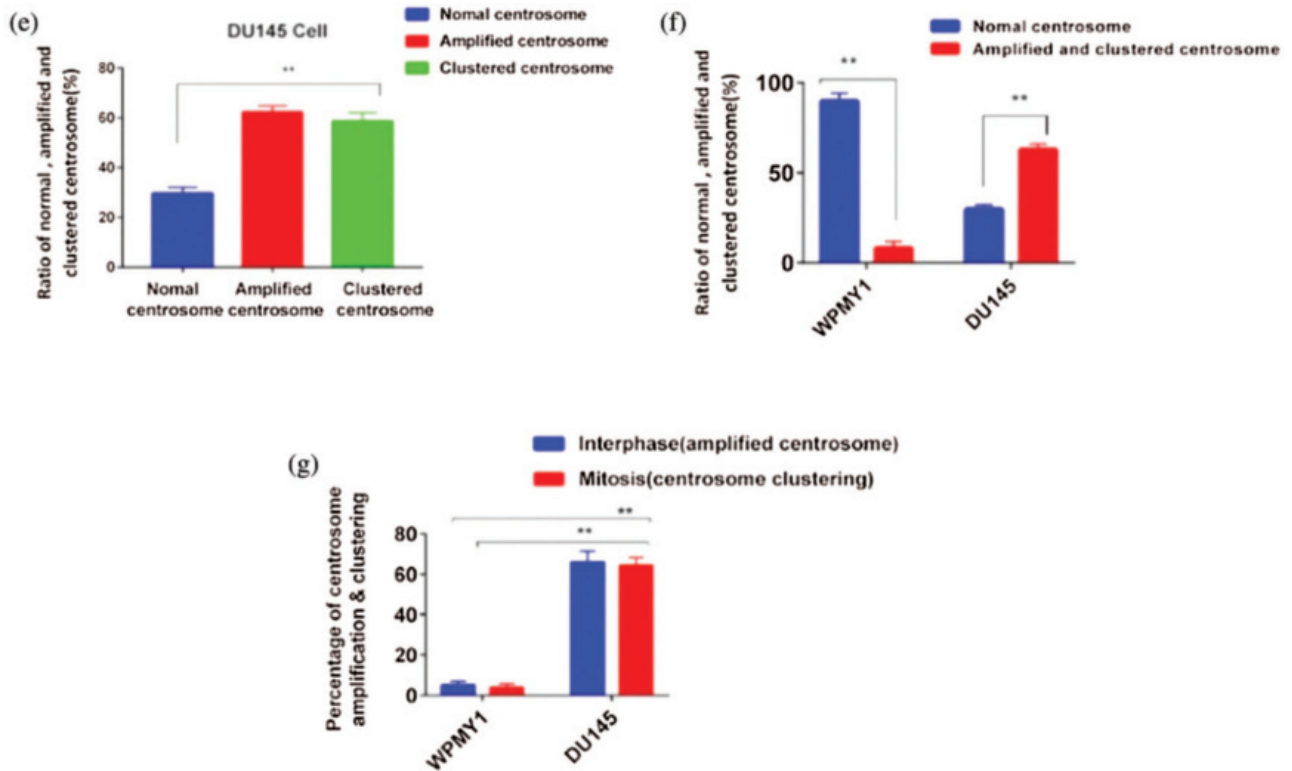 (e)
DU145 Cell
Nomal centrosome
Amplified centrosome
Clustered centrosome
Ratio of normal , amplified and
clustered centrosome(%)
80
60
40
20
0
**
Nomal
centrosome
Amplified
centrosome
Clustered
centrosome
(f)
Nomal centrosome
Amplified and clustered centrosome
Ratio of normal , amplified and
clustered centrosome(%)
100
50
0
**
**
WPMY1
DU145
(g)
Interphase(amplified centrosome)
Mitosis(centrosome clustering)
Percentage of centrosome
amplification & clustering
80
60
40
20
0
**
**
WPMY1
DU145